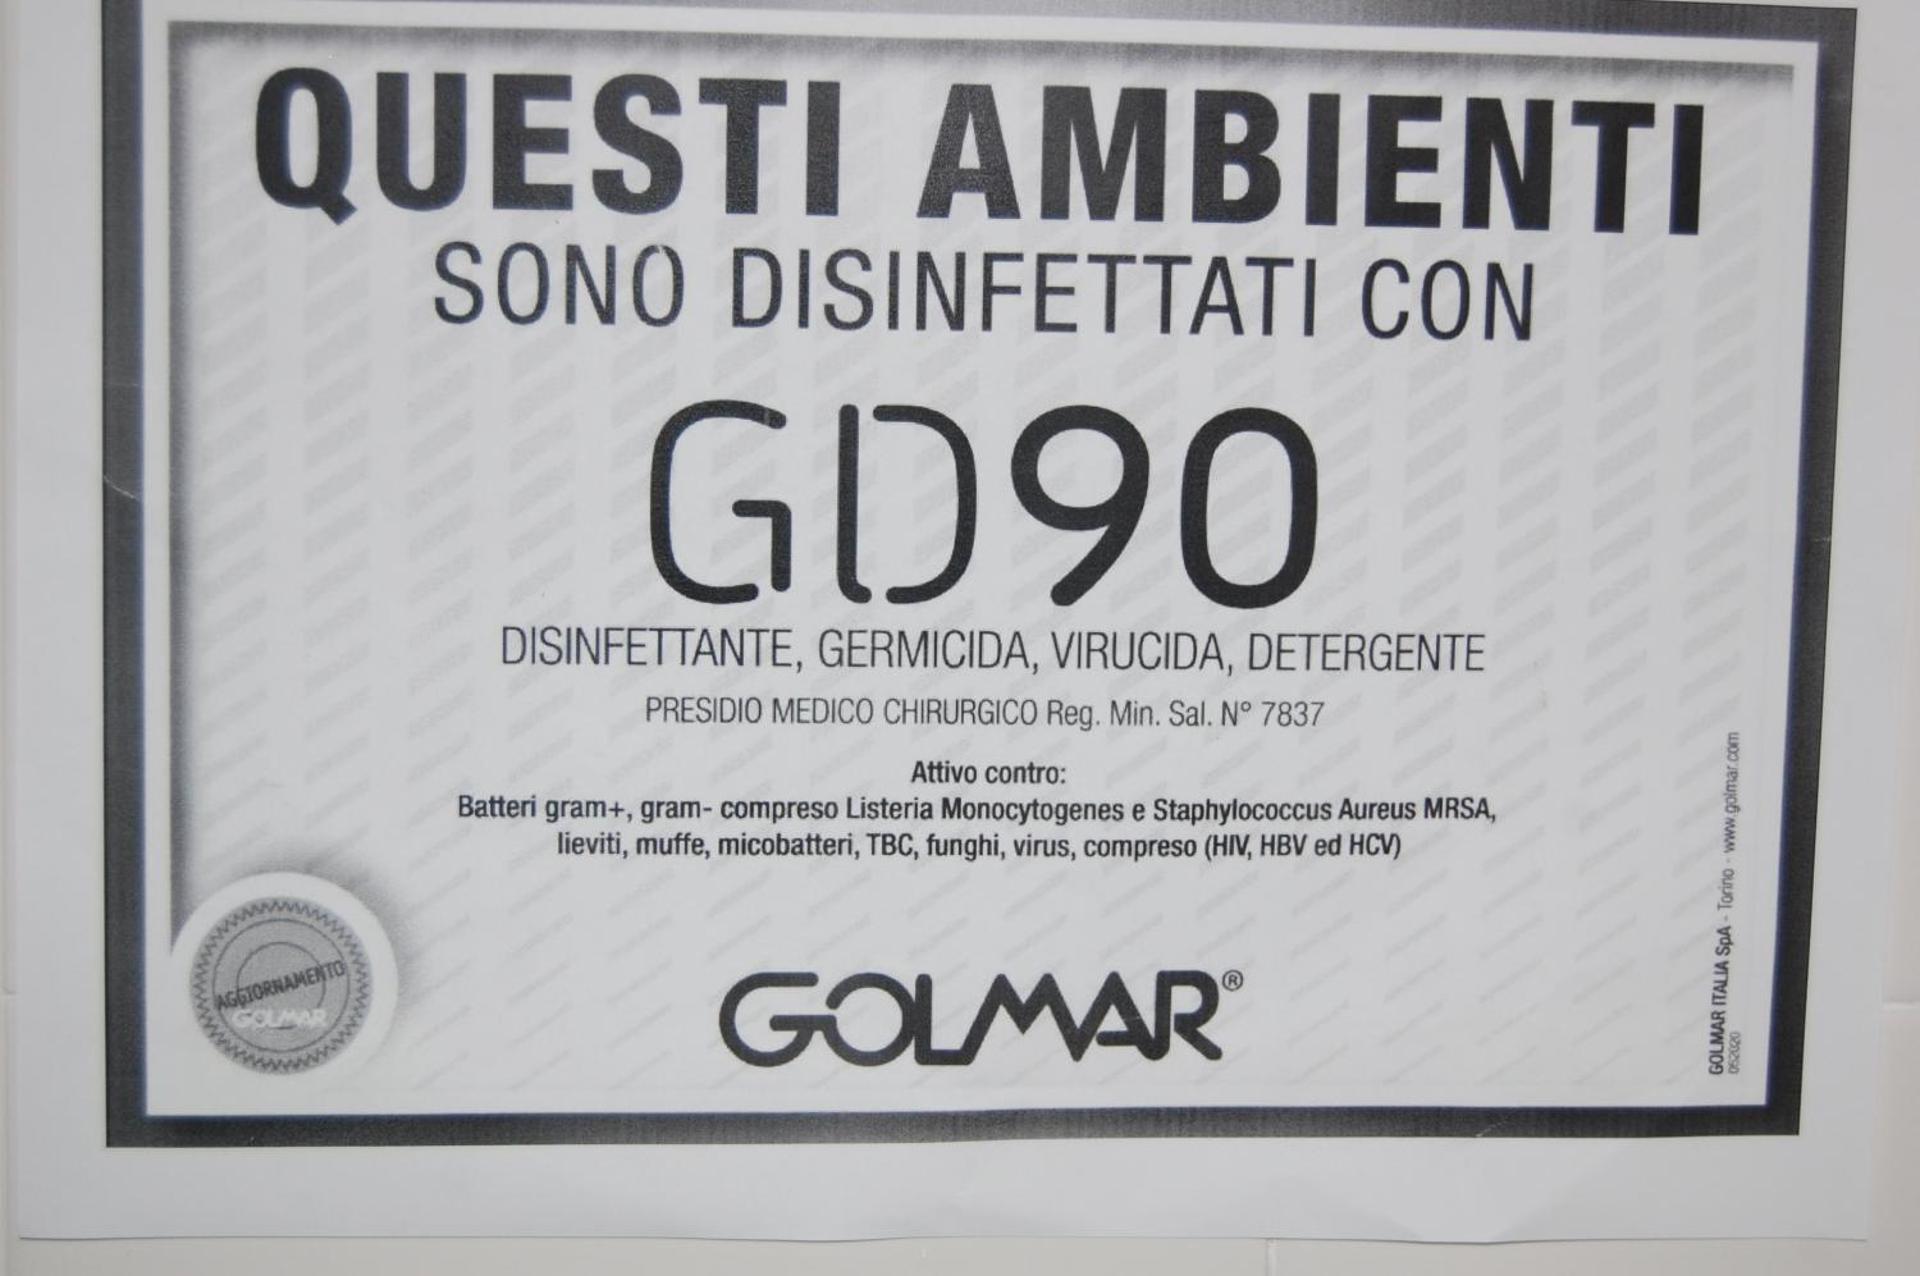 QUESTI AMBIENTI
SONO DISINFETTATI CON
GD90
DISINFETTANTE, GERMICIDA, VIRUCIDA, DETERGENTE
PRESIDIO MEDICO CHIRURGICO Reg. Min. Sal. N° 7837
Attivo contro:
Batteri gram+, gram- compreso Listeria Monocytogenes e Staphylococcus Aureus MRSA,
lieviti, muffe, micobatteri, TBC, funghi, virus, compreso (HIV, HBV ed HCV)
AGGIORNAMENTO
GOLMAR
GOLMAR®
GOLMAR ITALIA SpA - Torino - www.golmar.com
052020